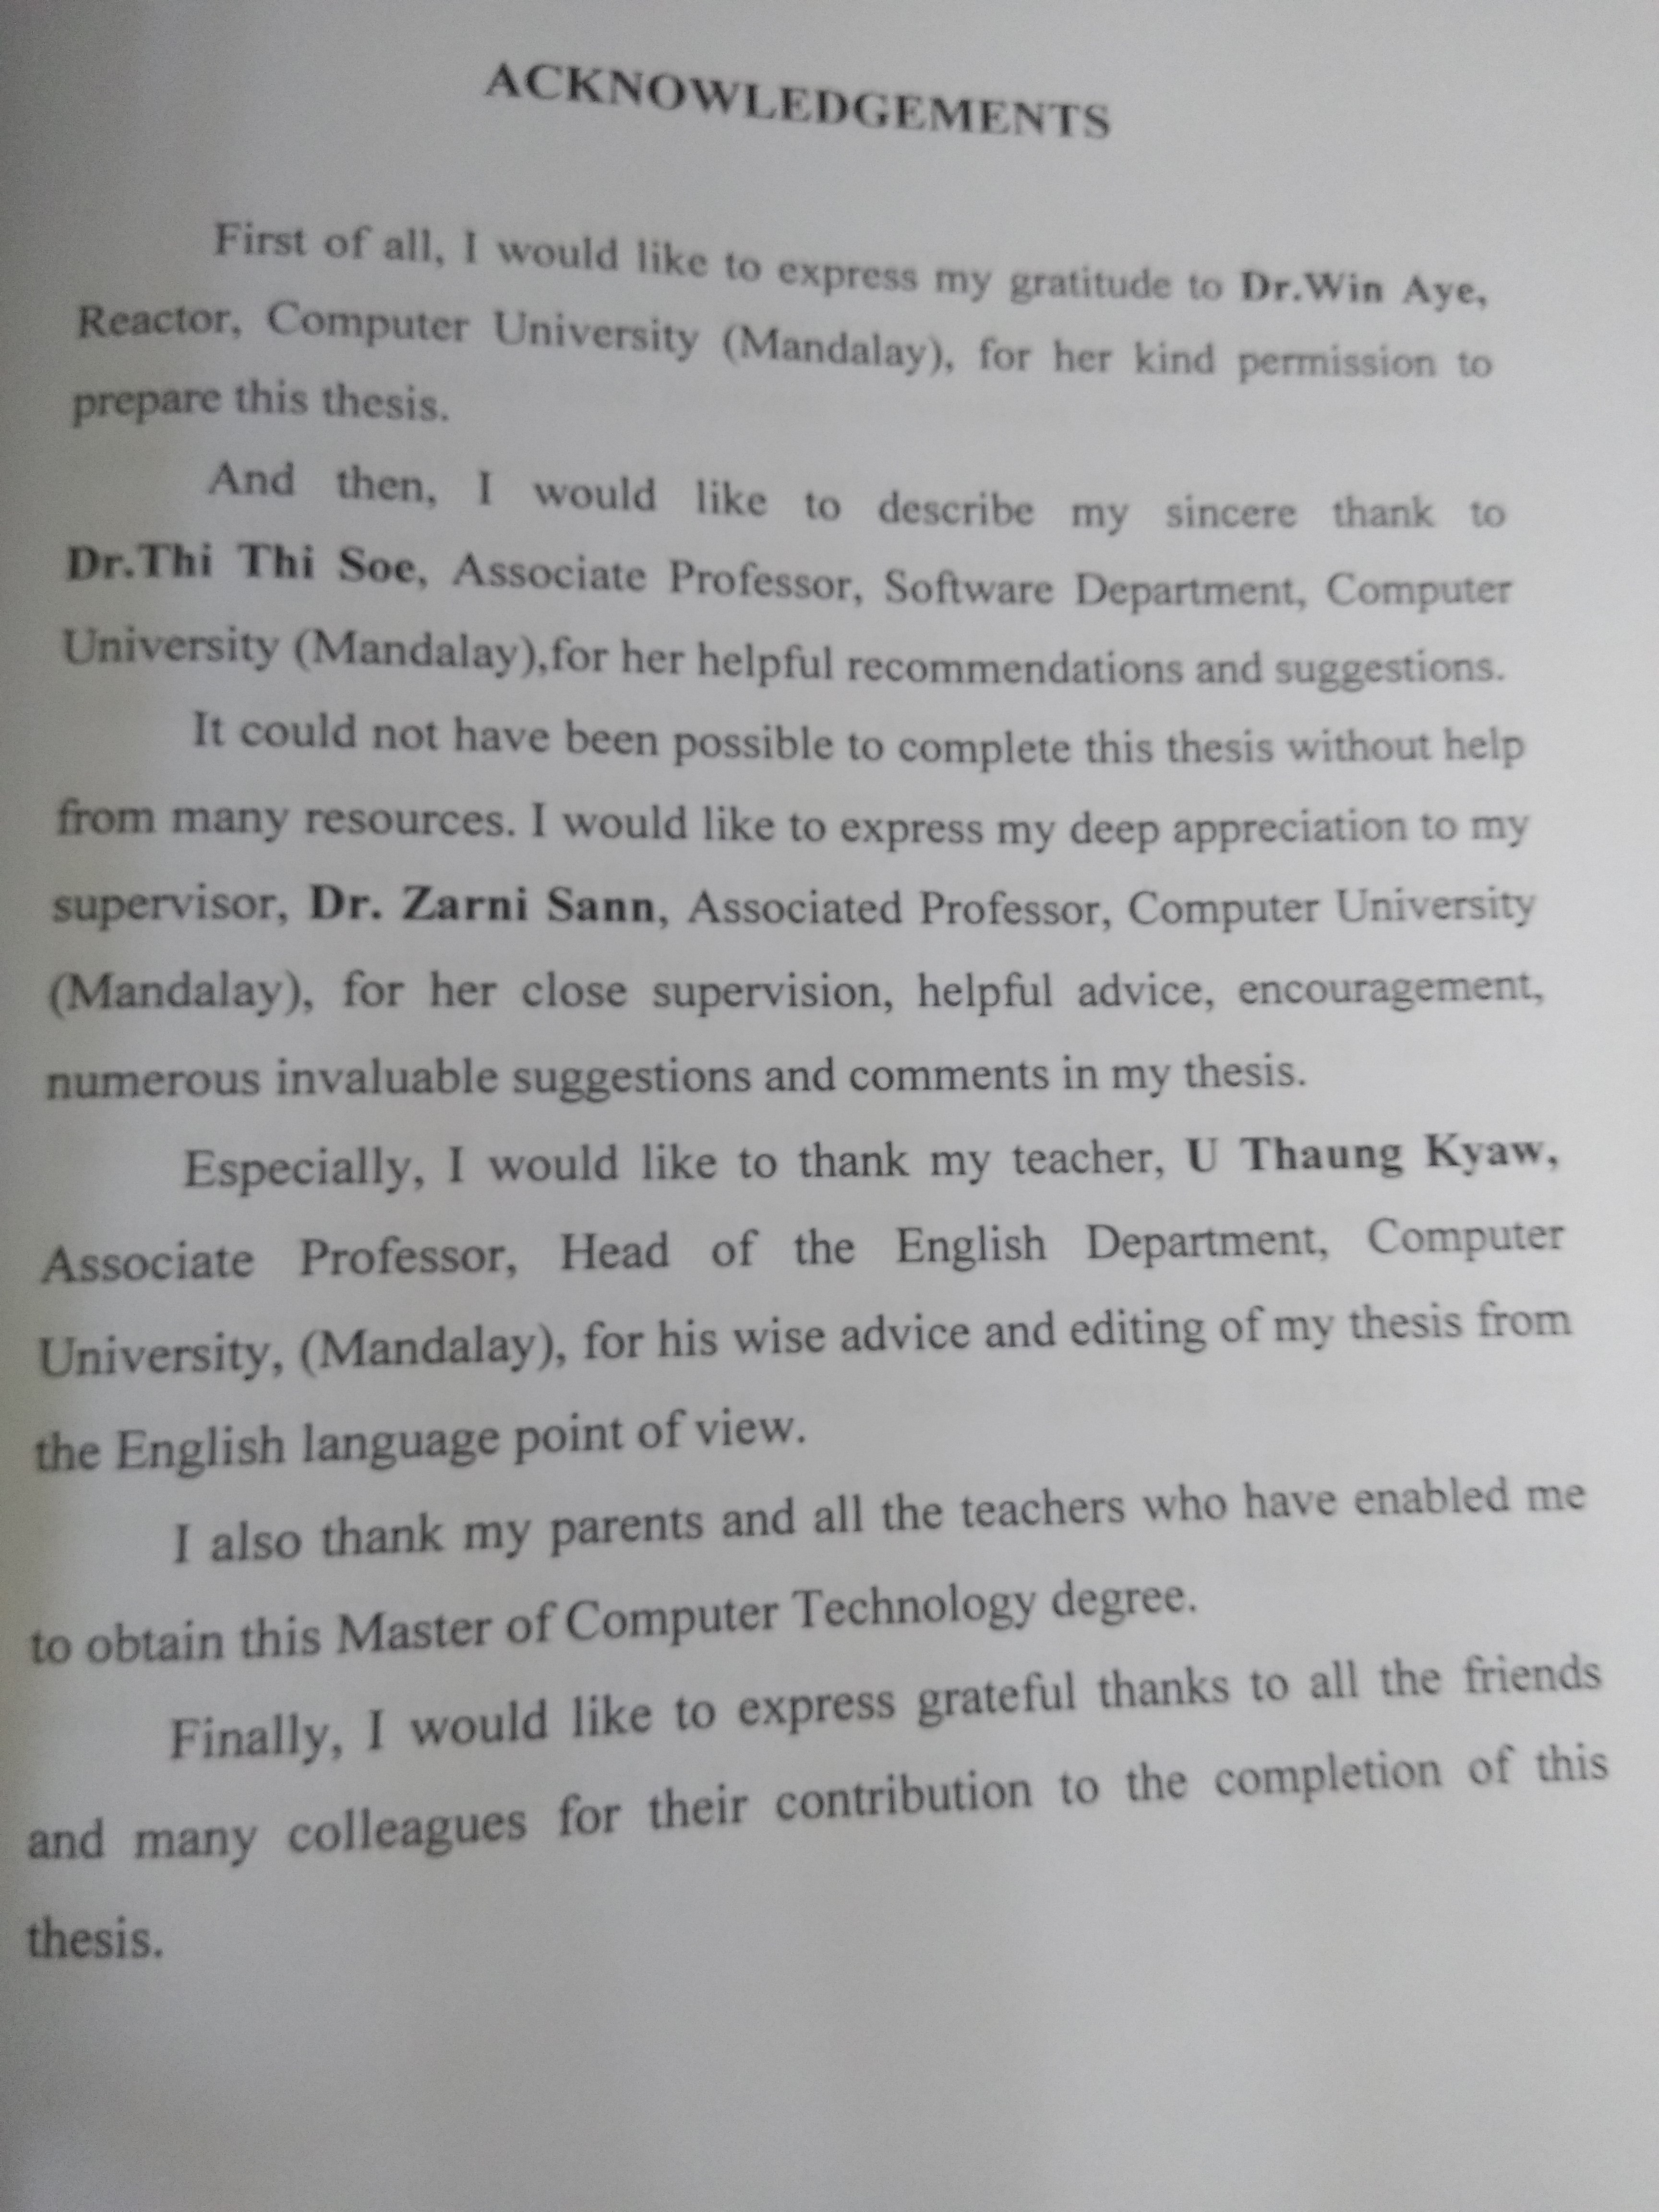 ACKNOWLEDGEMENTS
First of all, I would like to express my gratitude to Dr.Win Aye,
Reactor, Computer University (Mandalay), for her kind permission to
prepare this thesis.
And then, I would like to describe my sincere thank to
Dr.Thi Thi Soe, Associate Professor, Software Department, Computer
University (Mandalay),for her helpful recommendations and suggestions.
It could not have been possible to complete this thesis without help
from many resources. I would like to express my deep appreciation to my
supervisor, Dr. Zarni Sann, Associated Professor, Computer University
(Mandalay), for her close supervision, helpful advice, encouragement,
numerous invaluable suggestions and comments in my thesis.
Especially, I would like to thank my teacher, U Thaung Kyaw,
Associate Professor, Head of the English Department, Computer
University, (Mandalay), for his wise advice and editing of my thesis from
the English language point of view.
I also thank my parents and all the teachers who have enabled me
to obtain this Master of Computer Technology degree.
Finally, I would like to express grateful thanks to all the friends
and many colleagues for their contribution to the completion of this
thesis.